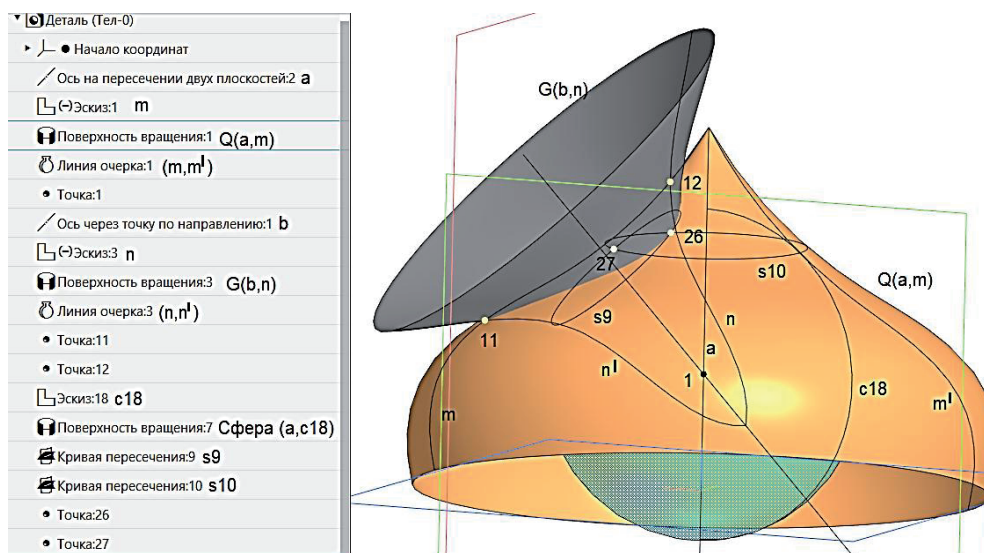 Деталь (Тел-0)
Начало координат
Ось на пересечении двух плоскостей:2 a
(-)Эскиз:1 m
Поверхность вращения:1 Q(a,m)
Линия очерка:1 (m,mᴵ)
Точка:1
Ось через точку по направлению:1 b
(-)Эскиз:3 n
Поверхность вращения:3 G(b,n)
Линия очерка:3 (n,nᴵ)
Точка:11
Точка:12
Эскиз:18 c18
Поверхность вращения:7 Сфера (a,c18)
Кривая пересечения:9 s9
Кривая пересечения:10 s10
Точка:26
Точка:27
G(b,n)
12
26
27
s10
Q(a,m)
s9
n
11
a
nᴵ
1
c18
m
mᴵ